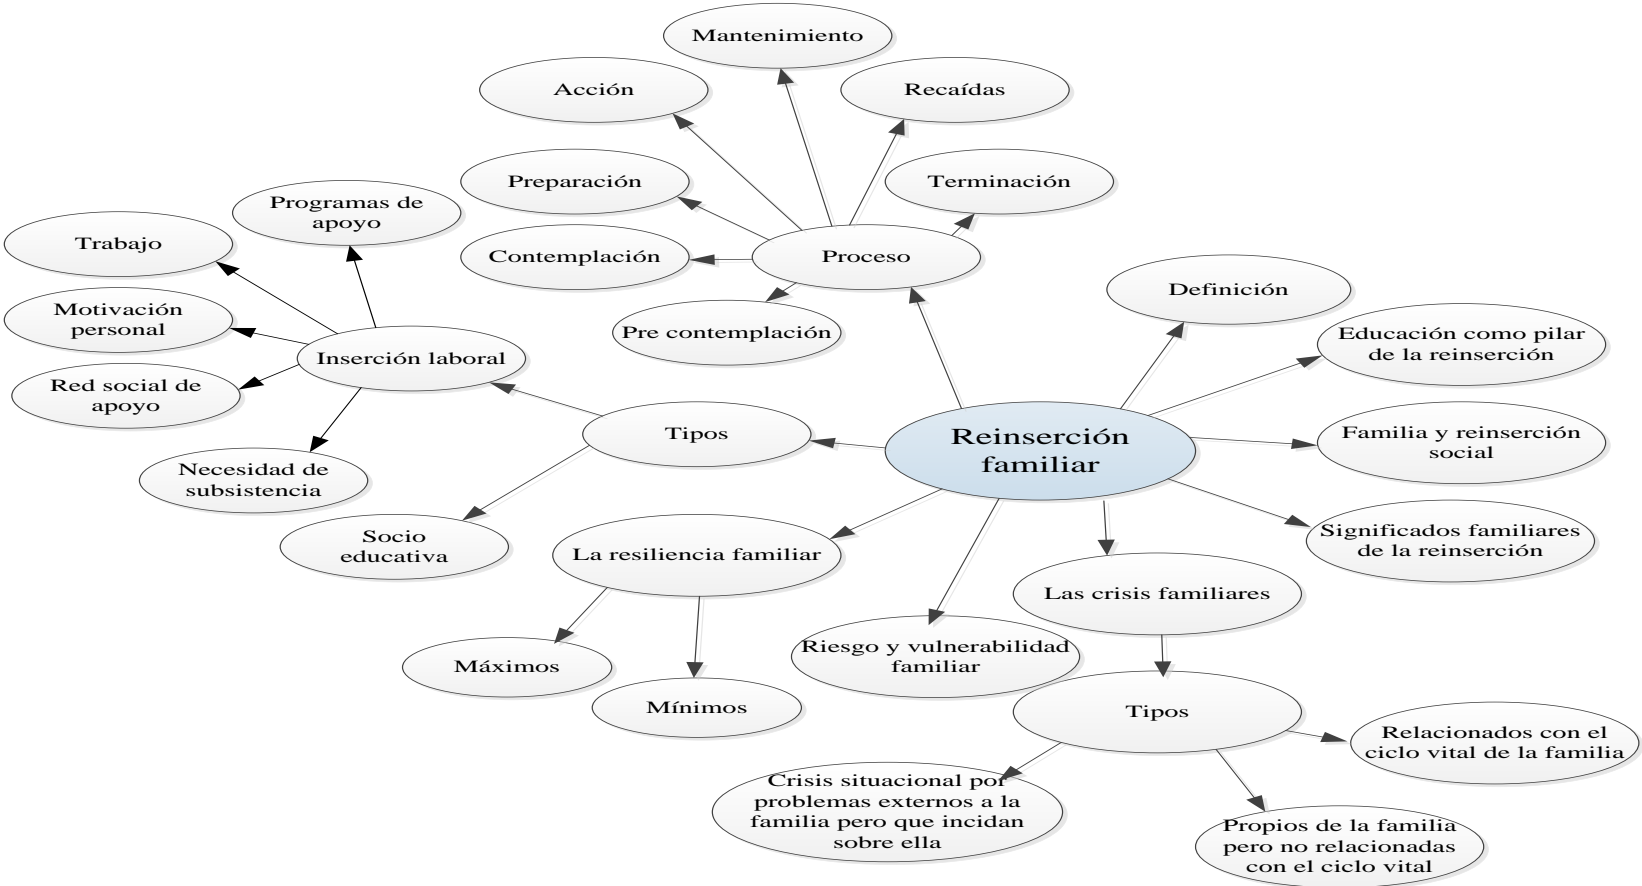 Mantenimiento
Acción
Recaídas
Preparación
Terminación
Programas de
apoyo
Trabajo
Contemplación
Proceso
Definición
Motivación
personal
Pre contemplación
Educación como pilar
de la reinserción
Inserción laboral
Red social de
apoyo
Tipos
Reinserción
familiar
Familia y reinserción
social
Necesidad de
subsistencia
Socio
educativa
La resiliencia familiar
Significados familiares
de la reinserción
Las crisis familiares
Riesgo y vulnerabilidad
familiar
Máximos
Mínimos
Tipos
Relacionados con el
ciclo vital de la familia
Crisis situacional por
problemas externos a la
familia pero que incidan
sobre ella
Propios de la familia
pero no relacionadas
con el ciclo vital